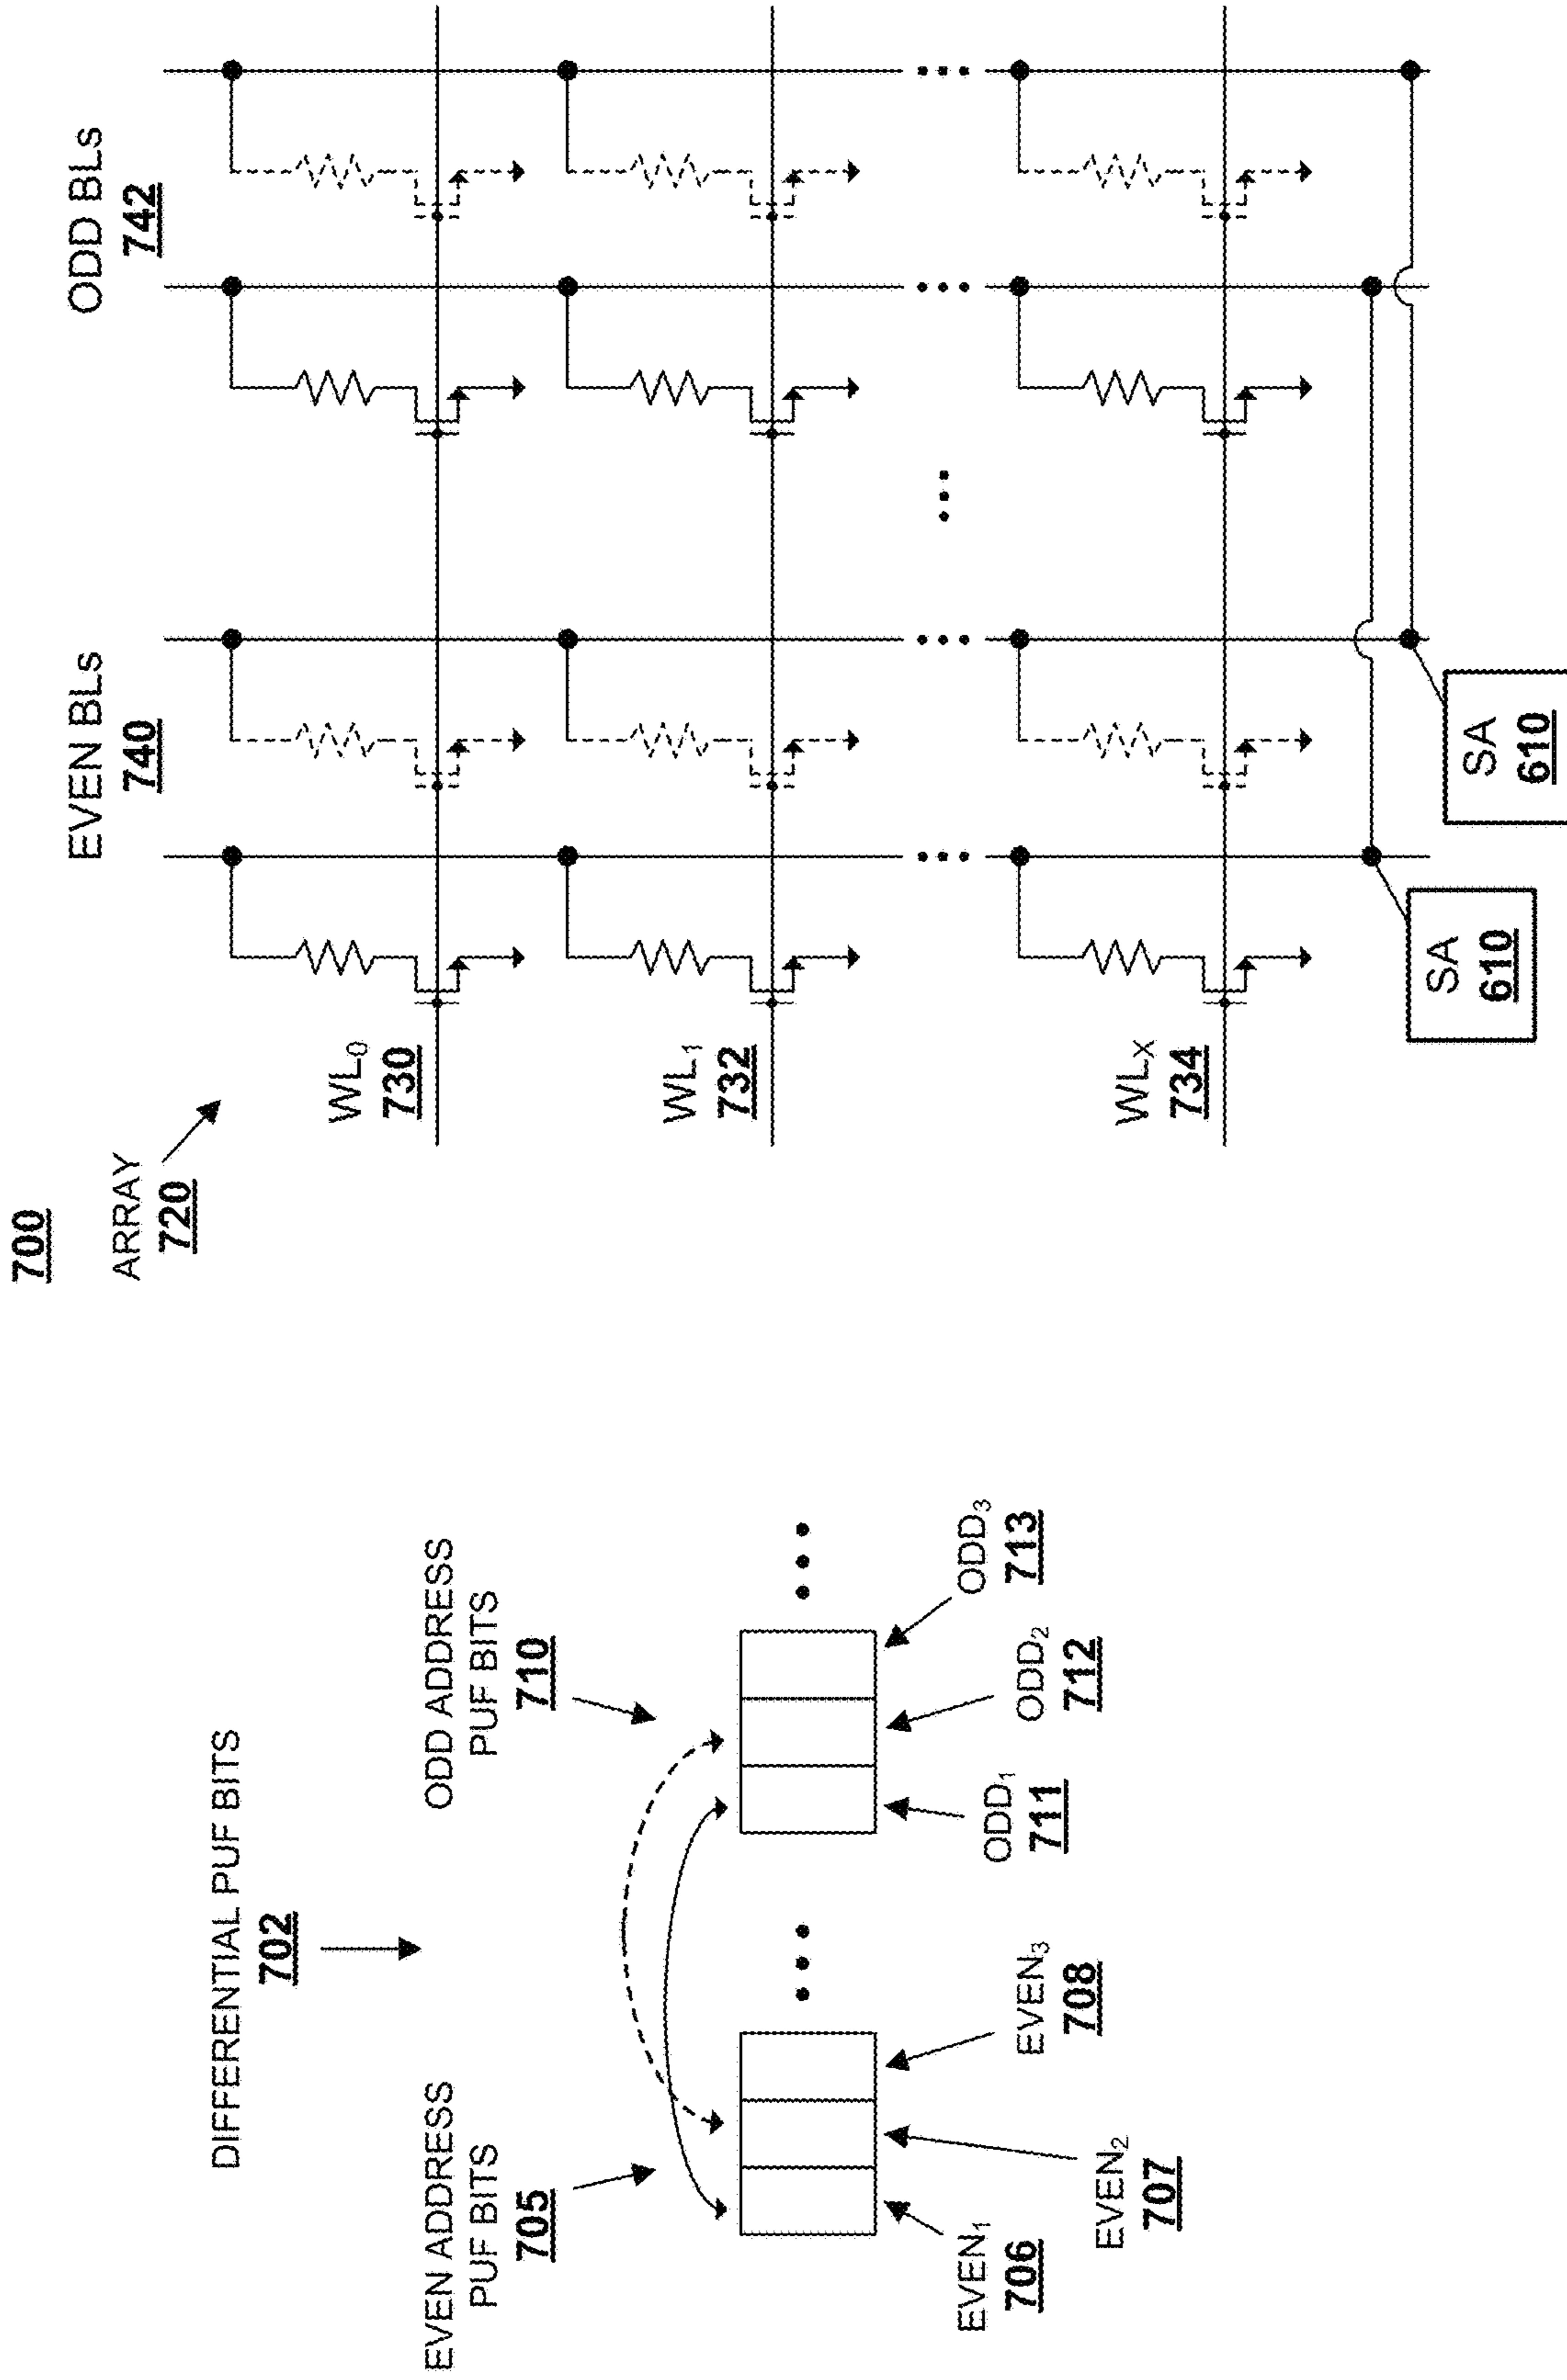 700
DIFFERENTIAL PUF BITS
702
EVEN ADDRESS
PUF BITS
705
ODD ADDRESS
PUF BITS
710
EVEN₁
706
EVEN₂
707
EVEN₃
708
ODD₁
711
ODD₂
712
ODD₃
713
ARRAY
720
EVEN BLs
740
ODD BLs
742
WL₀
730
WL₁
732
WLₓ
734
SA
610
SA
610